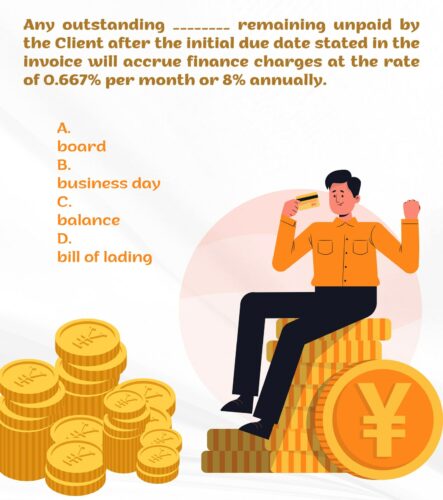 Any outstanding ________ remaining unpaid by
the Client after the initial due date stated in the
invoice will accrue finance charges at the rate
of 0.667% per month or 8% annually.
A.
board
B.
business day
C.
balance
D.
bill of lading
¥